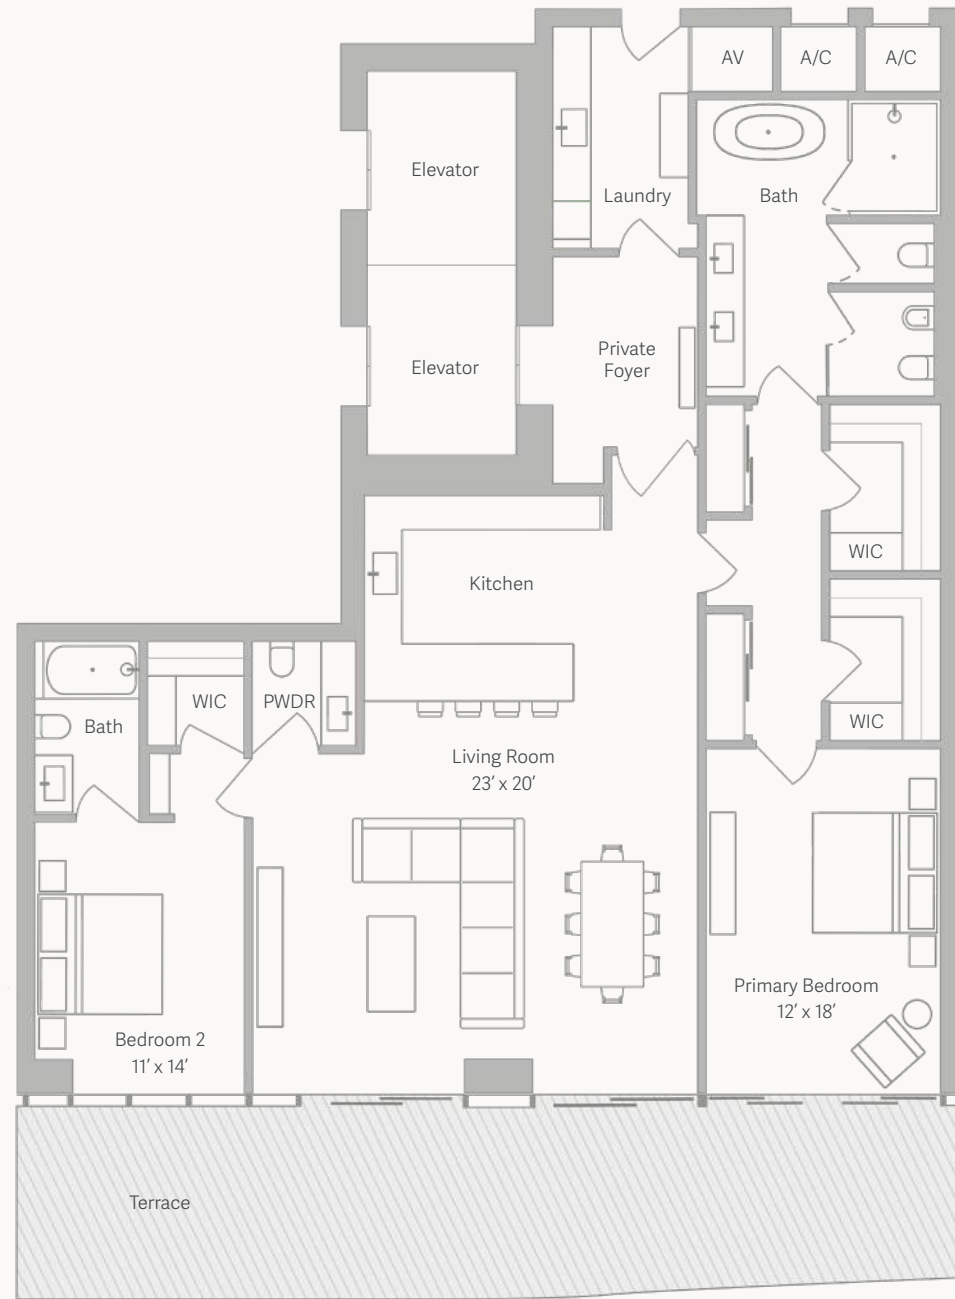 AV
A/C
A/C
Elevator
Laundry
Bath
Private
Foyer
Elevator
WIC
Kitchen
WIC
PWDR
WIC
Bath
Living Room
23’ x 20’
Primary Bedroom
12’ x 18’
Bedroom 2
11’ x 14’
Terrace